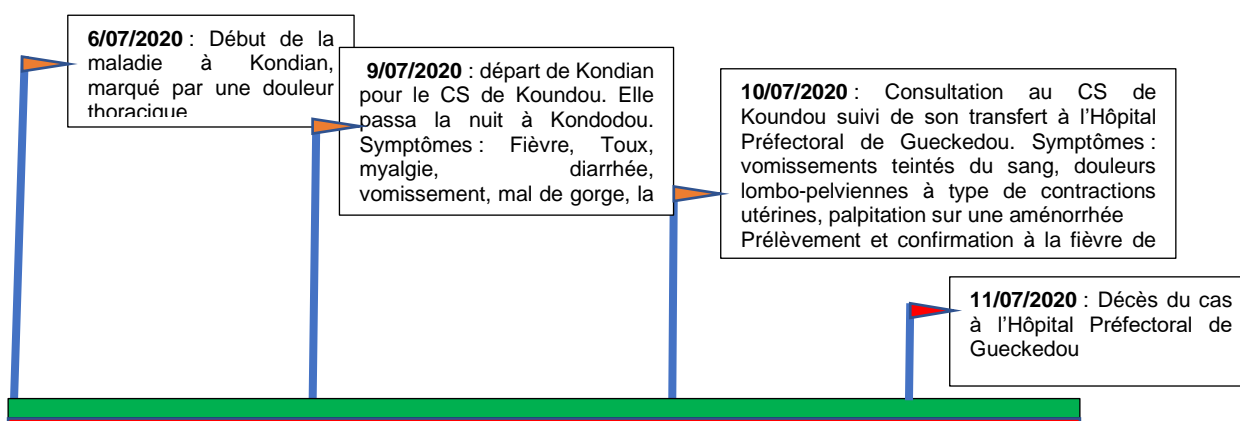 6/07/2020 : Début de la
maladie à Kondian,
marqué par une douleur
thoracique
9/07/2020 : départ de Kondian
pour le CS de Koundou. Elle
passa la nuit à Kondodou.
Symptômes : Fièvre, Toux,
myalgie, diarrhée,
vomissement, mal de gorge, la
10/07/2020 : Consultation au CS de
Koundou suivi de son transfert à l’Hôpital
Préfectoral de Gueckedou. Symptômes :
vomissements teintés du sang, douleurs
lombo-pelviennes à type de contractions
utérines, palpitation sur une aménorrhée
Prélèvement et confirmation à la fièvre de
11/07/2020 : Décès du cas
à l’Hôpital Préfectoral de
Gueckedou